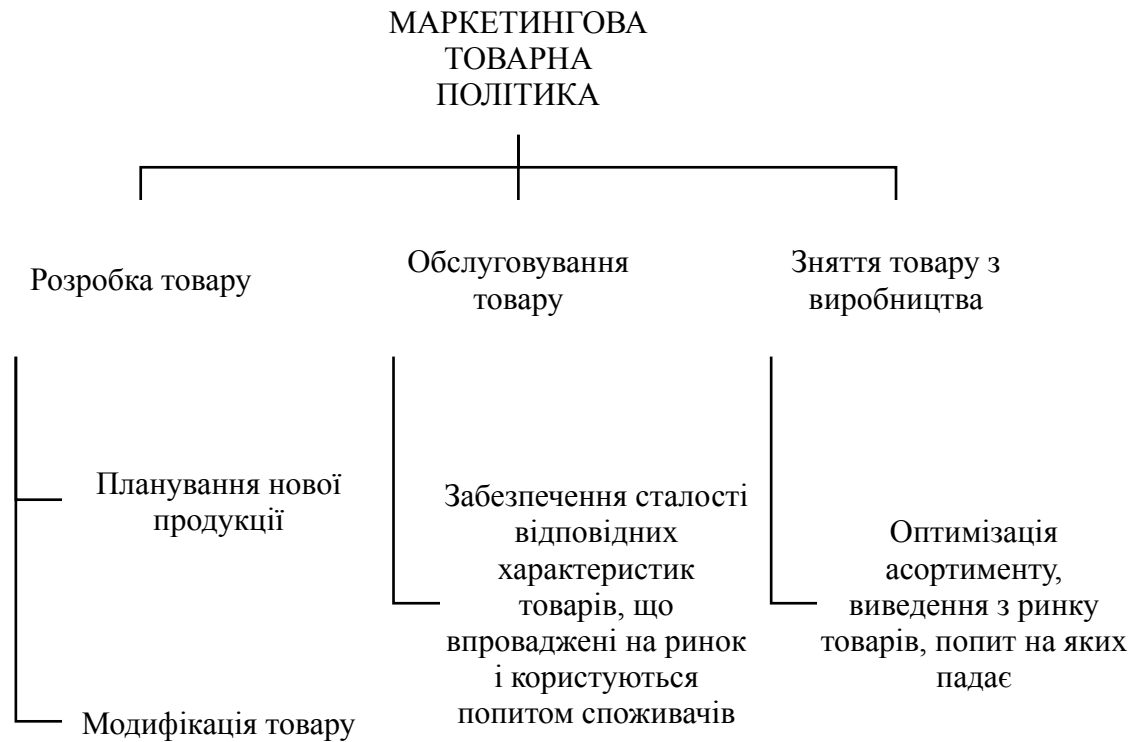 МАРКЕТИНГОВА
ТОВАРНА
ПОЛІТИКА
Розробка товару
Обслуговування
товару
Зняття товару з
виробництва
Планування нової
продукції
Модифікація товару
Забезпечення сталості
відповідних
характеристик
товарів, що
впроваджені на ринок
і користуються
попитом споживачів
Оптимізація
асортименту,
виведення з ринку
товарів, попит на яких
падає